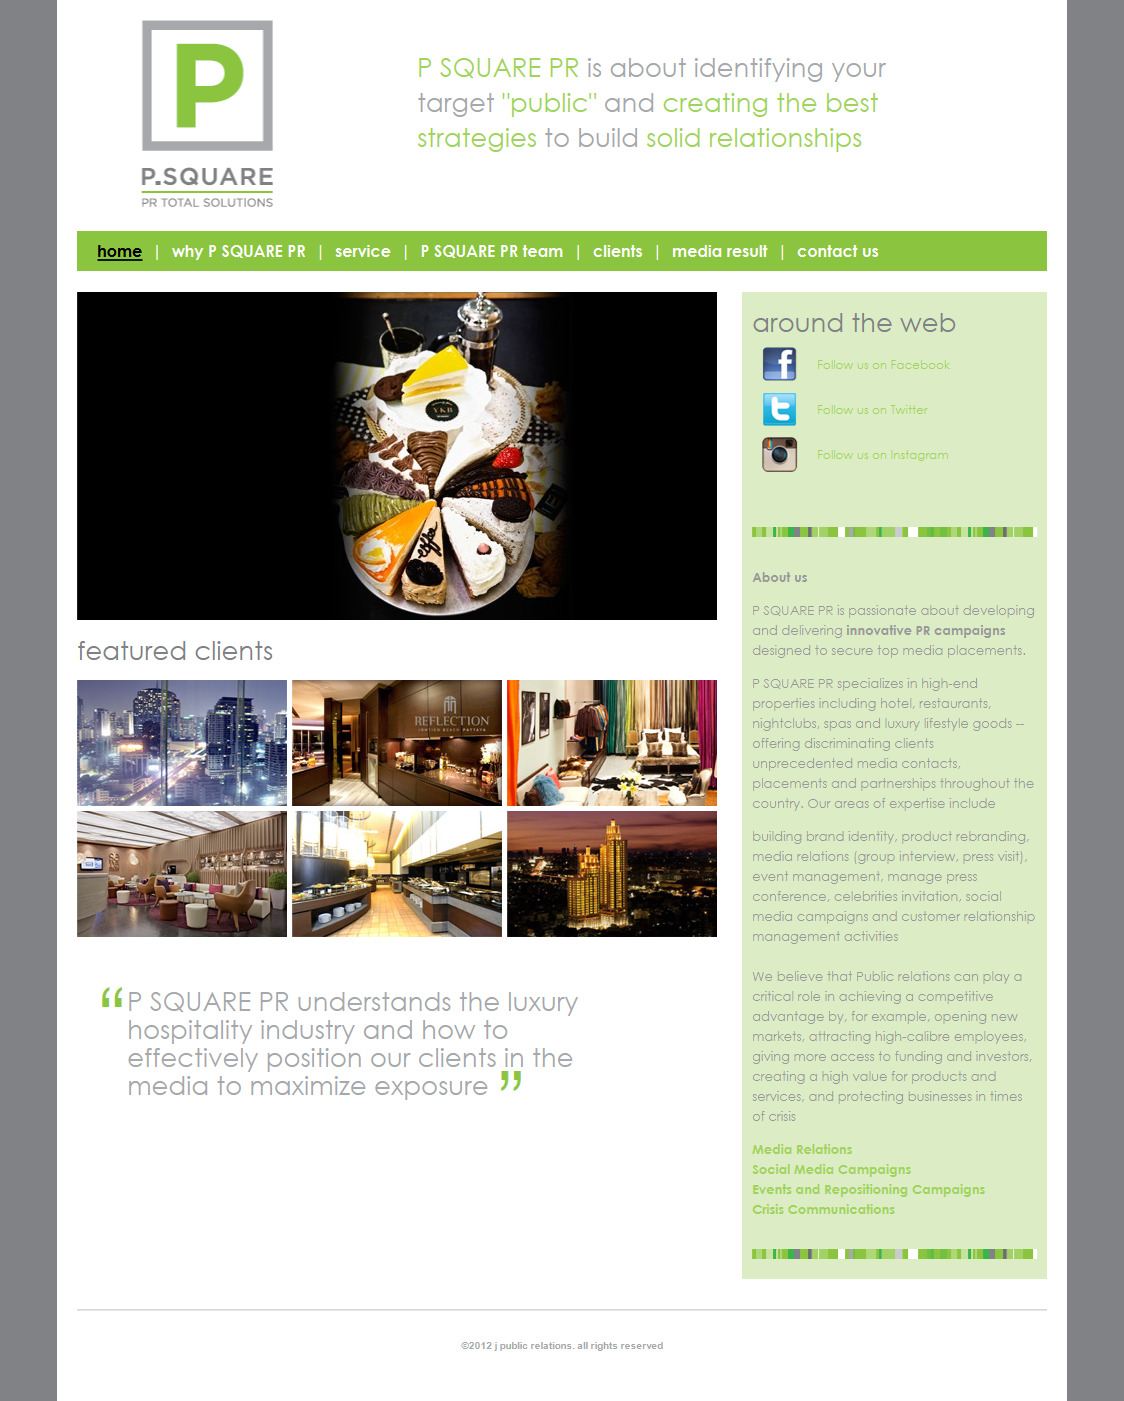 P
P.SQUARE
PR TOTAL SOLUTIONS
P SQUARE PR is about identifying your
target "public" and creating the best
strategies to build solid relationships
home | why P SQUARE PR | service | P SQUARE PR team | clients | media result | contact us
YKB
around the web
Follow us on Facebook
Follow us on Twitter
Follow us on Instagram
About us
P SQUARE PR is passionate about developing
and delivering innovative PR campaigns
designed to secure top media placements.
P SQUARE PR specializes in high-end
properties including hotel, restaurants,
nightclubs, spas and luxury lifestyle goods --
offering discriminating clients
unprecedented media contacts,
placements and partnerships throughout the
country. Our areas of expertise include
building brand identity, product rebranding,
media relations (group interview, press visit),
event management, manage press
conference, celebrities invitation, social
media campaigns and customer relationship
management activities
We believe that Public relations can play a
critical role in achieving a competitive
advantage by, for example, opening new
markets, attracting high-calibre employees,
giving more access to funding and investors,
creating a high value for products and
services, and protecting businesses in times
of crisis
Media Relations
Social Media Campaigns
Events and Repositioning Campaigns
Crisis Communications
featured clients
REFLECTION
JOMTIEN BEACH PATTAYA
“P SQUARE PR understands the luxury
hospitality industry and how to
effectively position our clients in the
media to maximize exposure ”
©2012 j public relations. all rights reserved